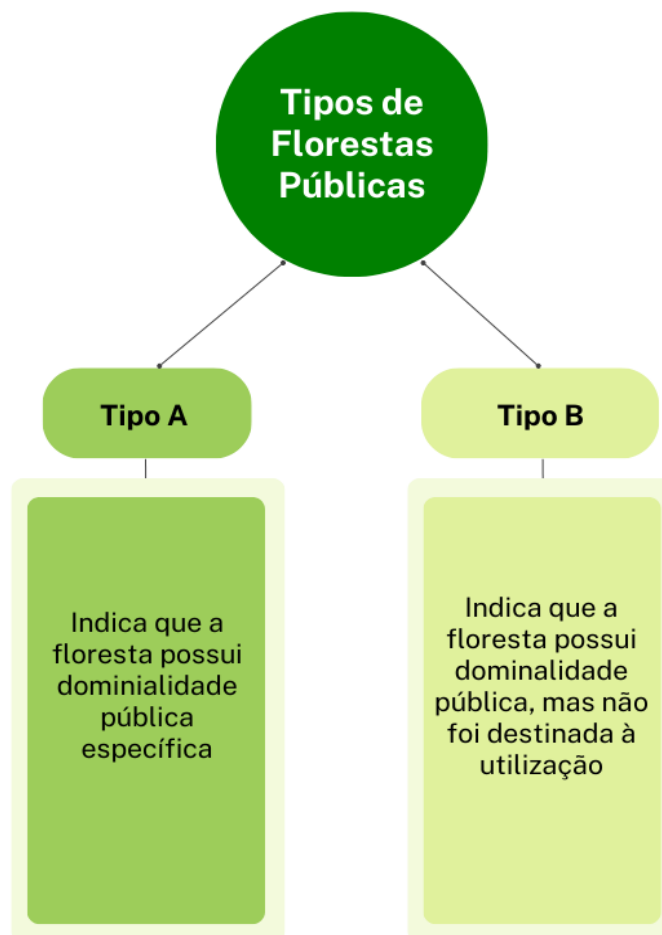 Tipos de
Florestas
Públicas
Tipo A
Tipo B
Indica que a
floresta possui
dominialidade
pública
específica
Indica que a
floresta possui
dominalidade
pública, mas não
foi destinada à
utilização